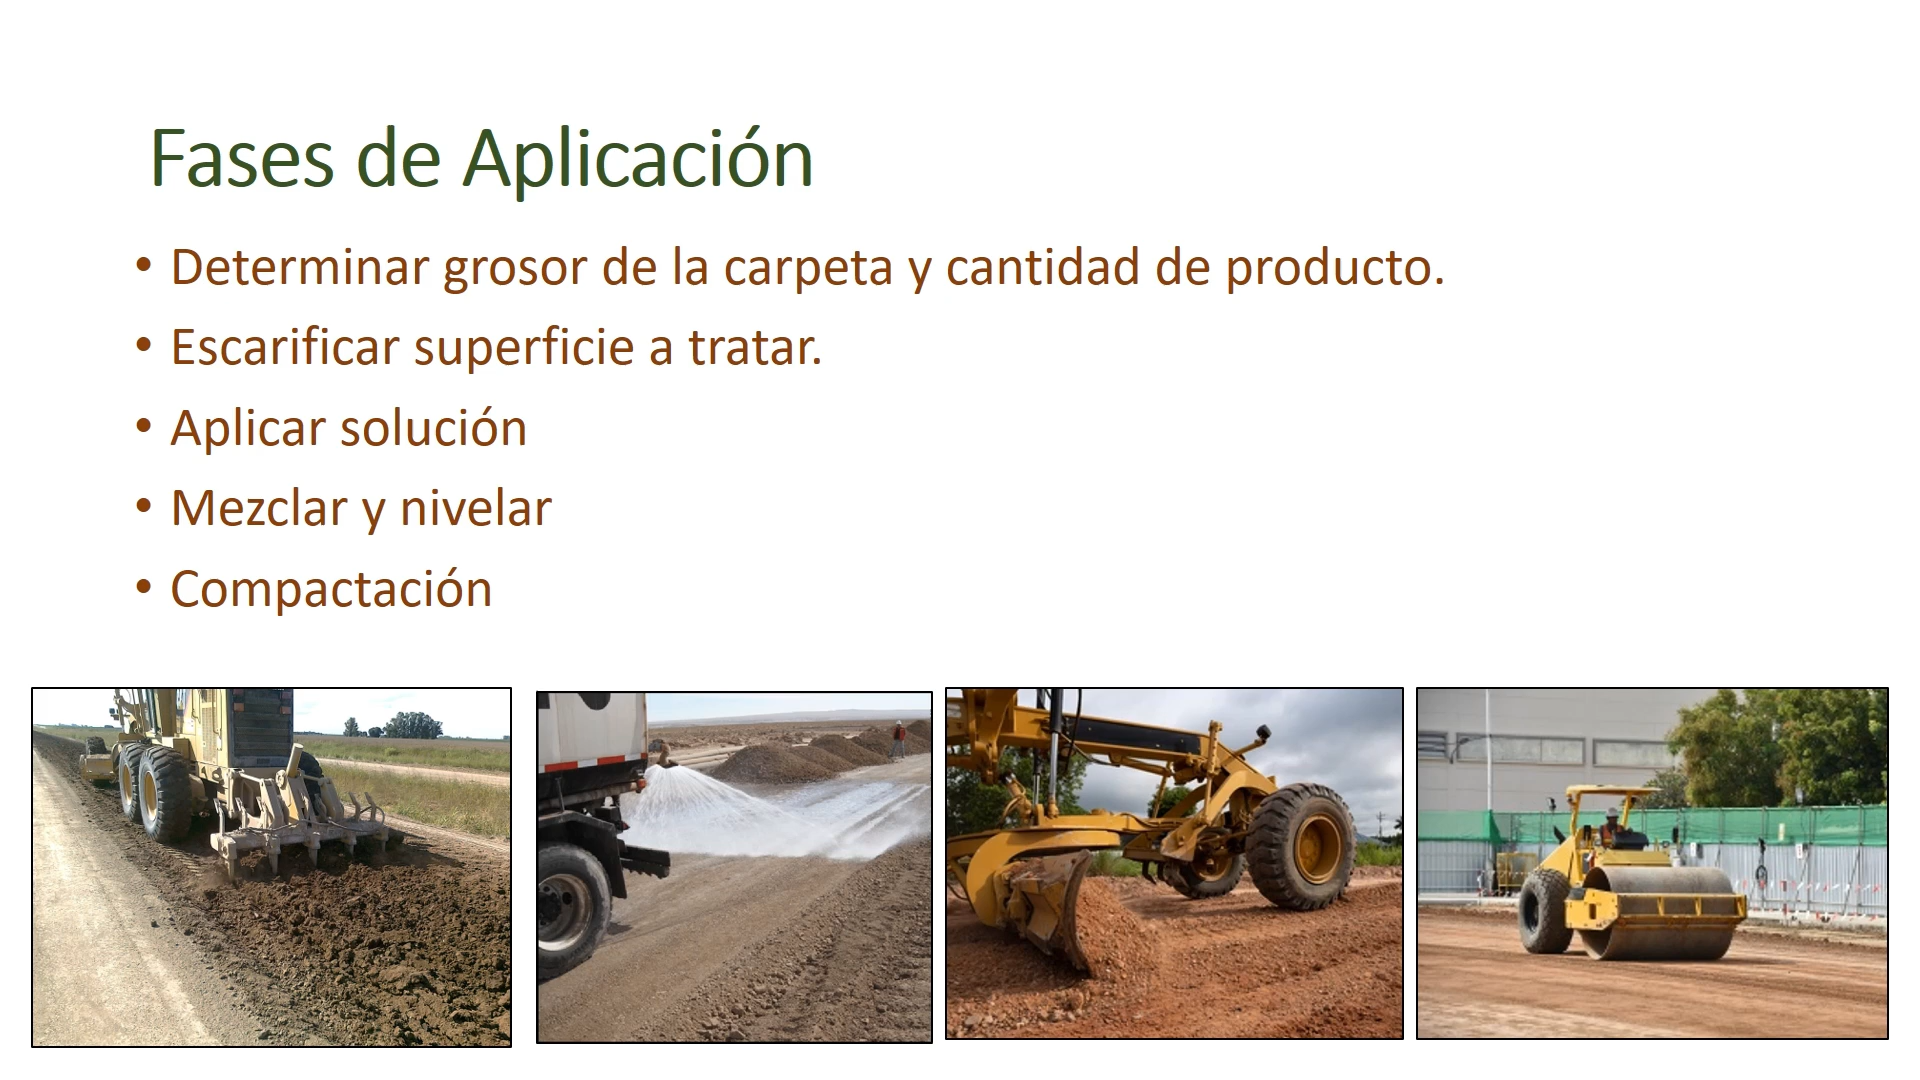 Fases de Aplicación
• Determinar grosor de la carpeta y cantidad de producto.
• Escarificar superficie a tratar.
• Aplicar solución
• Mezclar y nivelar
• Compactación